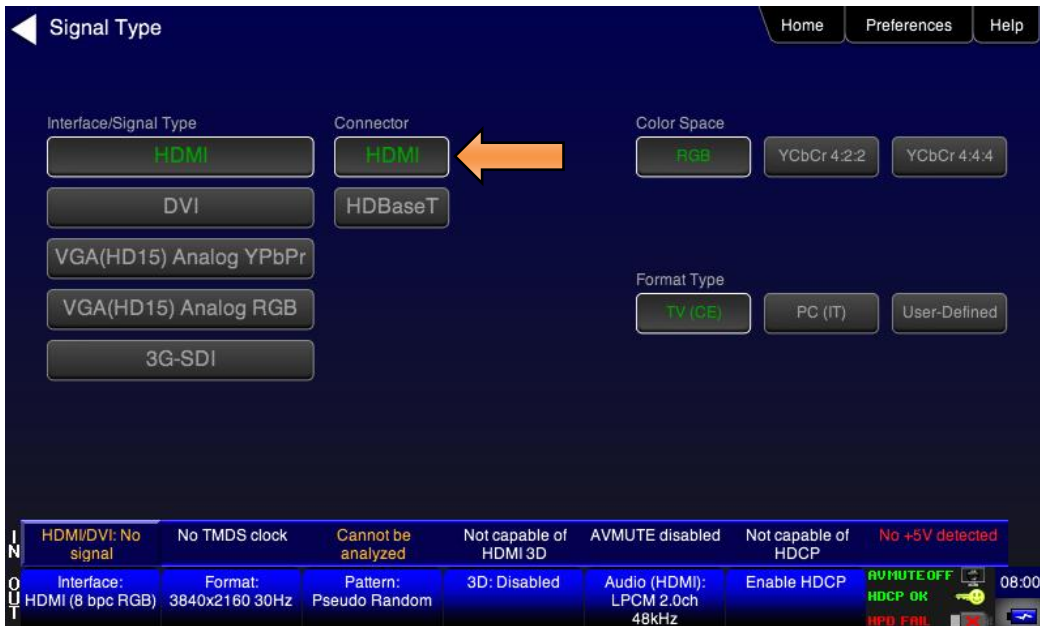 Signal Type
Home
Preferences
Help
Interface/Signal Type
Connector
Color Space
HDMI
HDMI
RGB
YCbCr 4:2:2
YCbCr 4:4:4
DVI
HDBaseT
VGA(HD15) Analog YPbPr
Format Type
VGA(HD15) Analog RGB
TV (CE)
PC (IT)
User-Defined
3G-SDI
IN
HDMI/DVI: No
signal
No TMDS clock
Cannot be
analyzed
Not capable of
HDMI 3D
AVMUTE disabled
Not capable of
HDCP
No +5V detected
OUT
Interface:
HDMI (8 bpc RGB)
Format:
3840x2160 30Hz
Pattern:
Pseudo Random
3D: Disabled
Audio (HDMI):
LPCM 2.0ch
48kHz
Enable HDCP
AVMUTEOFF
HDCP OK
HPD FAIL
08:00